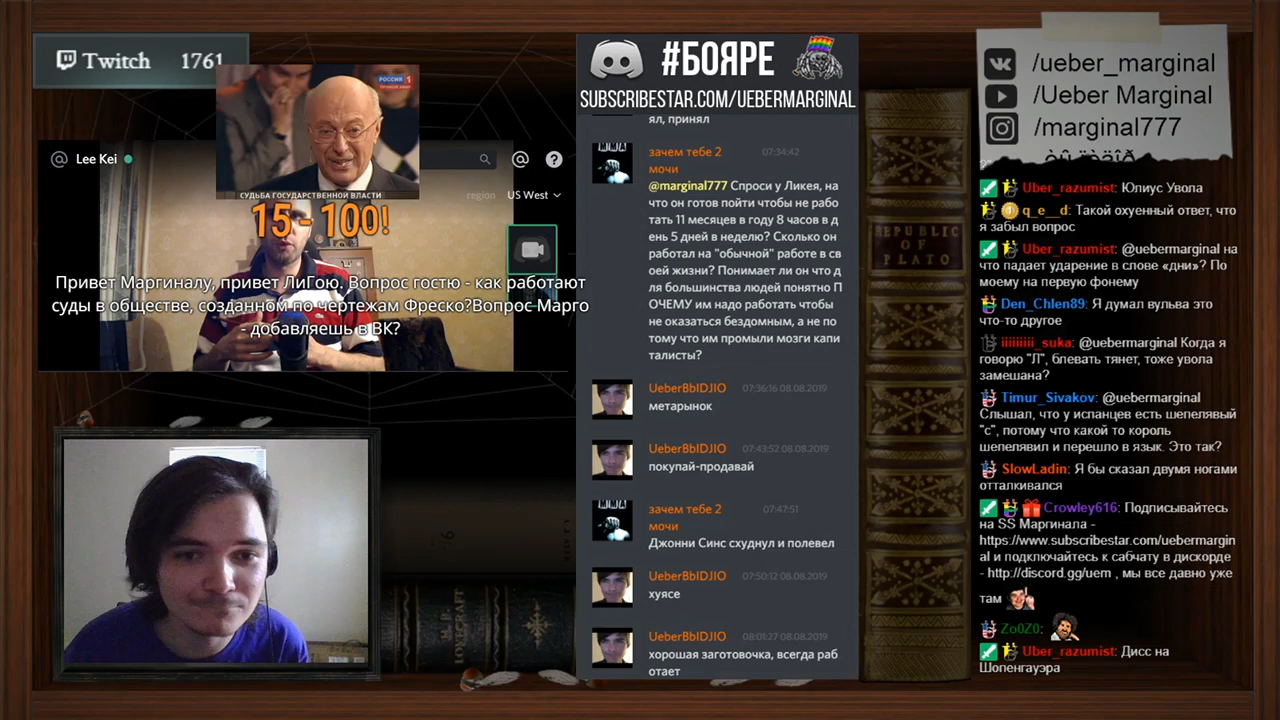 Twitch 1761
РОССИЯ 1
ПРЯМОЙ ЭФИР
Lee Kei
СУДЬБА ГОСУДАРСТВЕННОЙ ВЛАСТИ
region US West
15 - 100!
Привет Маргиналу, привет ЛиГою. Вопрос гостю - как работают
суды в обществе, созданном по чертежам Фреско?Вопрос Марго
- добавляешь в ВК?
#БОЯРЕ
SUBSCRIBESTAR.COM/UEBERMARGINAL
ял, принял
зачем тебе 2 07:34:42
мочи
@marginal777 Спроси у Ликея, на
что он готов пойти чтобы не рабо
тать 11 месяцев в году 8 часов в д
ень 5 дней в неделю? Сколько он
работал на "обычной" работе в св
оей жизни? Понимает ли он что д
ля большинства людей понятно П
ОЧЕМУ им надо работать чтобы
не оказаться бездомным, а не по
тому что им промыли мозги капи
талисты?
UeberBbIDJIO 07:36:16 08.08.2019
метарынок
UeberBbIDJIO 07:43:52 08.08.2019
покупай-продавай
зачем тебе 2 07:47:51
мочи
Джонни Синс схуднул и полевел
UeberBbIDJIO 07:50:12 08.08.2019
хуясе
UeberBbIDJIO 08:01:27 08.08.2019
хорошая заготовочка, всегда раб
отает
REPUBLIC
OF
PLATO
H.P.
LOVECRAFT
/ueber_marginal
/Ueber Marginal
/marginal777
Uber_razumist: Юлиус Увола
q_e__d: Такой охуенный ответ, что
я забыл вопрос
Uber_razumist: @uebermarginal на
что падает ударение в слове «дни»? По
моему на первую фонему
Den_Chlen89: Я думал вульва это
что-то другое
iiiiiiiii_suka: @uebermarginal Когда я
говорю "Л", блевать тянет, тоже увола
замешана?
Timur_Sivakov: @uebermarginal
Слышал, что у испанцев есть шепелявый
"с", потому что какой то король
шепелявил и перешло в язык. Это так?
SlowLadin: Я бы сказал двумя ногами
отталкивался
Crowley616: Подписывайтесь
на SS Маргинала -
https://www.subscribestar.com/uebermargin
al и подключайтесь к сабчату в дискорде
- http://discord.gg/uem , мы все давно уже
там
Zo0Z0:
Uber_razumist: Дисс на
Шопенгауэра